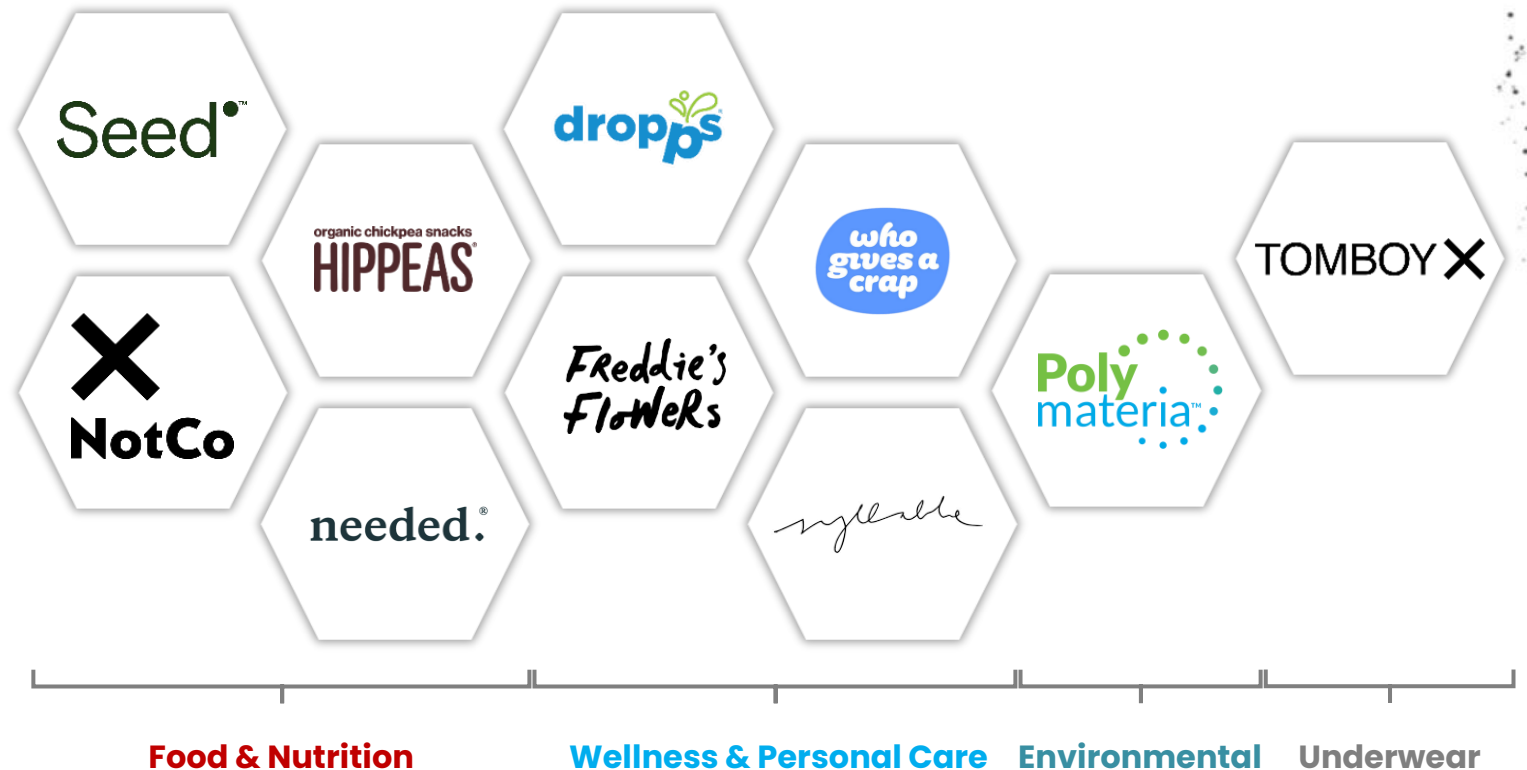 Seed™
dropps®
organic chickpea snacks
HIPPEAS®
who
gives a
crap
TOMBOY X
NotCo
Freddie's
Flowers
Poly
materia™
needed.®
syllable
Food & Nutrition
Wellness & Personal Care
Environmental
Underwear